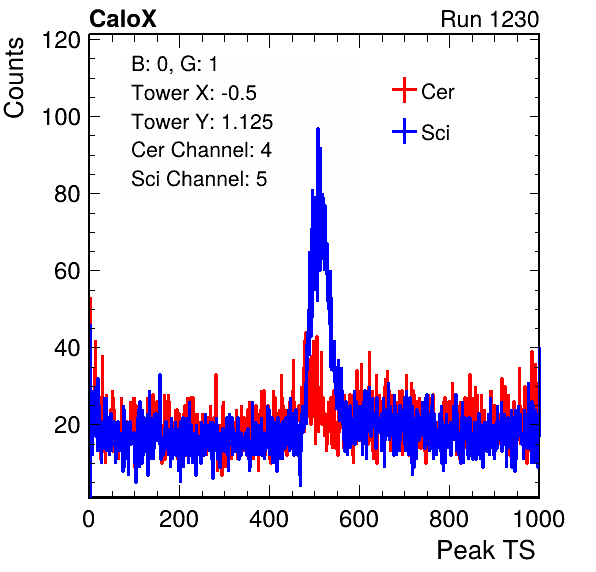 CaloX Run 1230
Counts
120
100
80
60
40
20
B: 0, G: 1
Tower X: -0.5
Tower Y: 1.125
Cer Channel: 4
Sci Channel: 5
Cer
Sci
0 200 400 600 800 1000
Peak TS